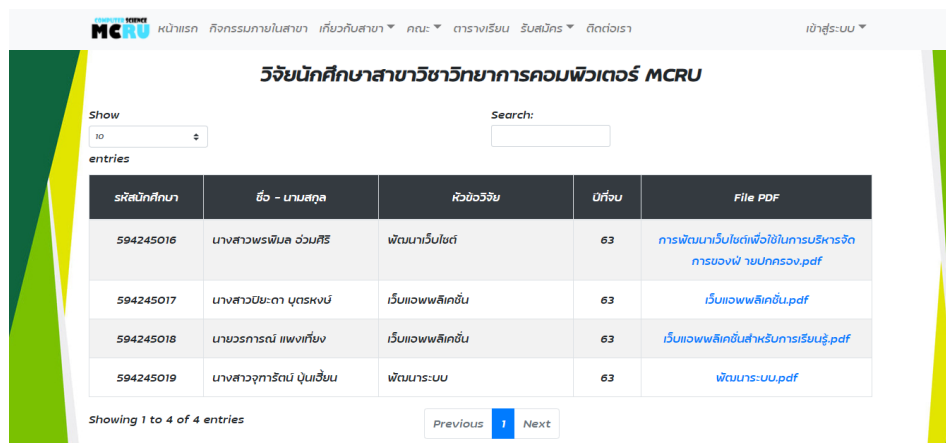 COMPUTER SCIENCE
MCRU หน้าแรก กิจกรรมภายในสาขา เกี่ยวกับสาขา คณะ ตารางเรียน รับสมัคร ติดต่อเรา เข้าสู่ระบบ
วิจัยนักศึกษาสาขาวิชาวิทยาการคอมพิวเตอร์ MCRU
Show Search:
10
entries
รหัสนักศึกษา ชื่อ - นามสกุล หัวข้อวิจัย ปีที่จบ File PDF
594245016 นางสาวพรพิมล อ่วมศิริ พัฒนาเว็บไซต์ 63 การพัฒนาเว็บไซต์เพื่อใช้ในการบริหารจัด
การของฝ่ ายปกครอง.pdf
594245017 นางสาวปิยะดา บุตรหงษ์ เว็บแอพพลิเคชั่น 63 เว็บแอพพลิเคชั่น.pdf
594245018 นายวรการณ์ แพงเที่ยง เว็บแอพพลิเคชั่น 63 เว็บแอพพลิเคชั่นสำหรับการเรียนรู้.pdf
594245019 นางสาวจุฑารัตน์ ปุ่นเฮี้ยน พัฒนาระบบ 63 พัฒนาระบบ.pdf
Showing 1 to 4 of 4 entries Previous 1 Next